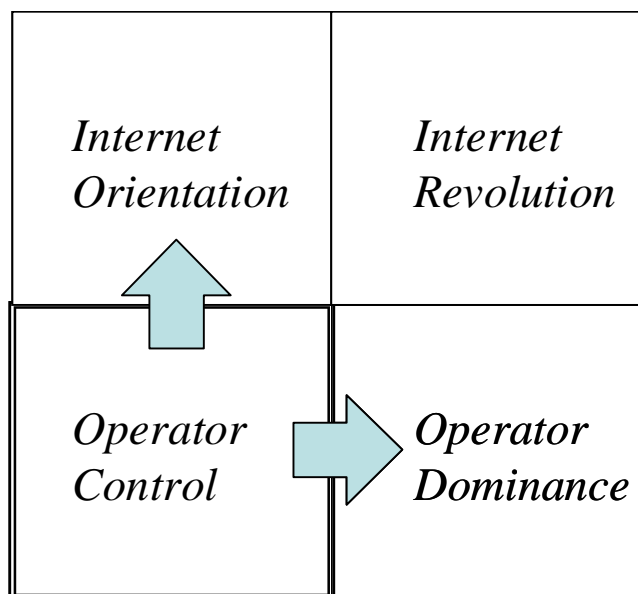 Internet
Orientation
Internet
Revolution
Operator
Control
Operator
Dominance